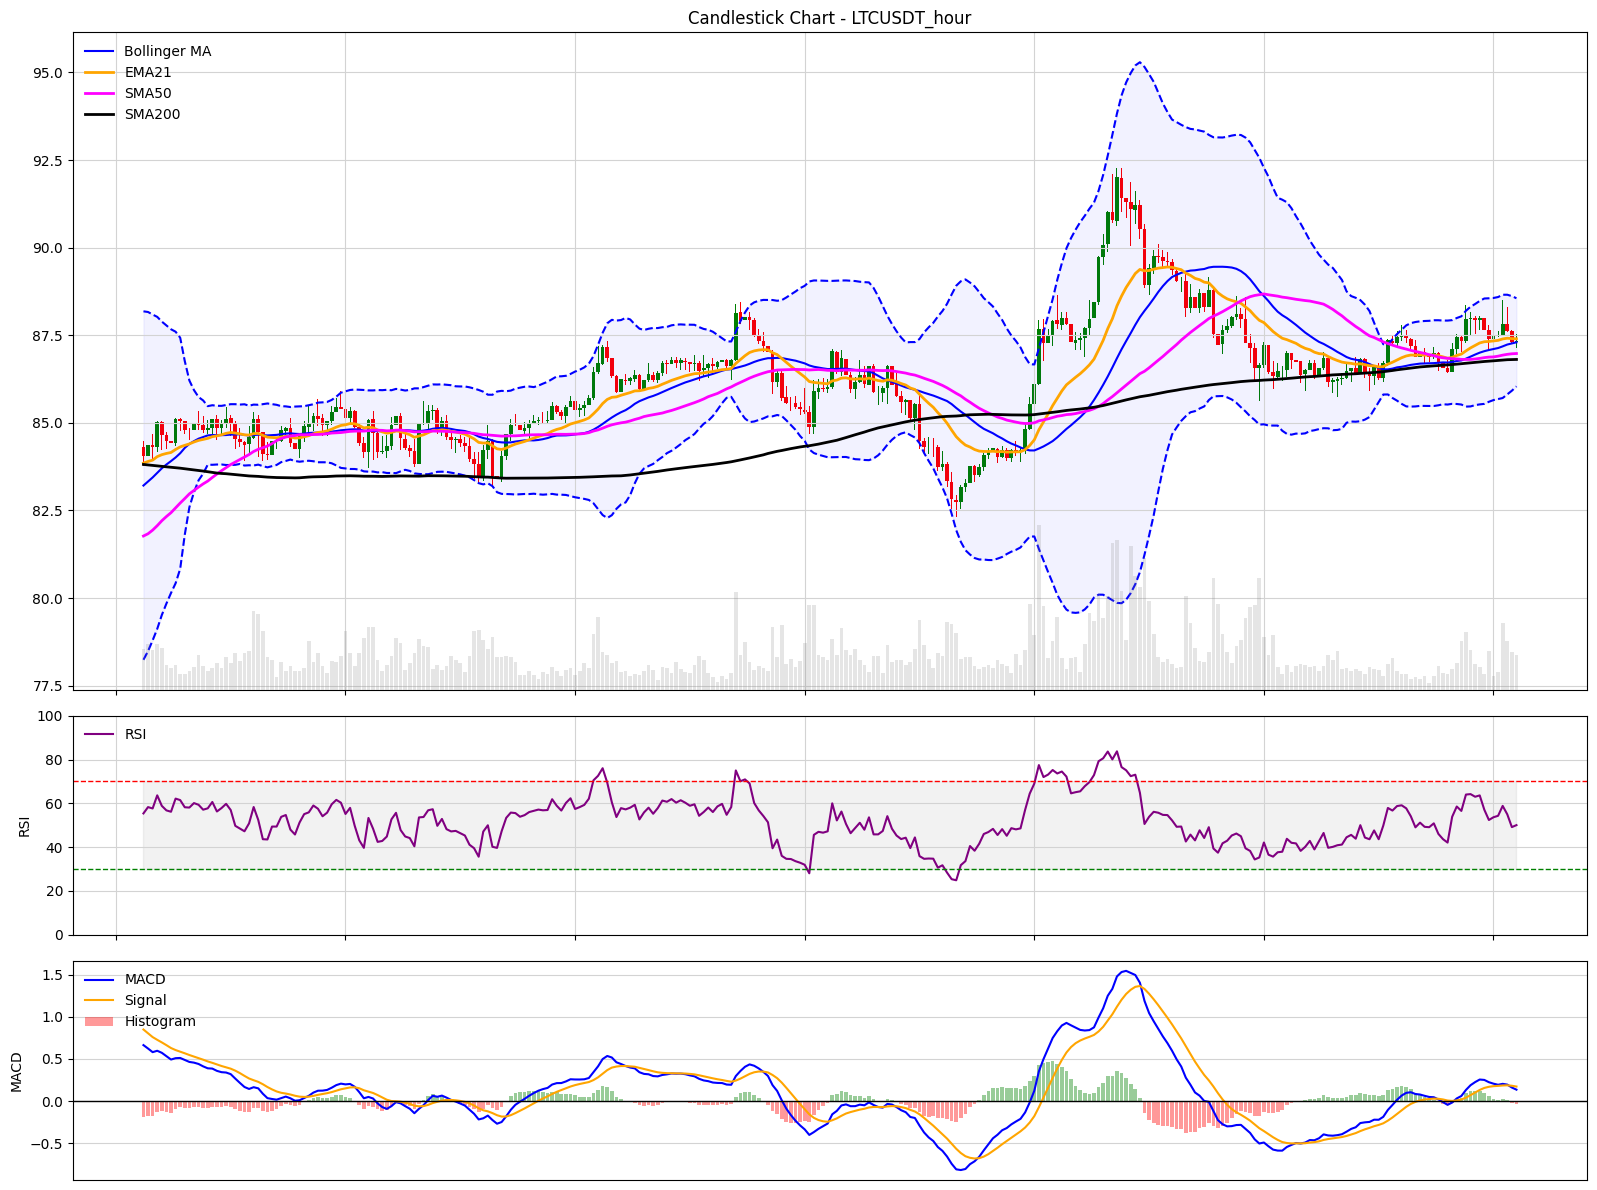 Candlestick Chart - LTCUSDT_hour
Bollinger MA
EMA21
SMA50
SMA200
95.0
92.5
90.0
87.5
85.0
82.5
80.0
77.5
RSI
RSI
100
80
60
40
20
0
MACD
Signal
Histogram
MACD
1.5
1.0
0.5
0.0
−0.5